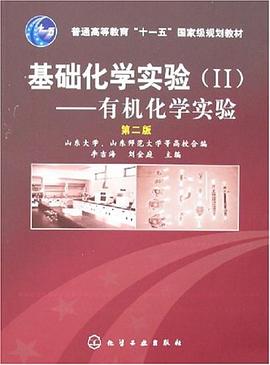 普通高等教育“十一五”国家级规划教材
基础化学实验(II)
——有机化学实验
第二版
山东大学、山东师范大学等高校合编
李吉海 刘金庭 主编
化学工业出版社